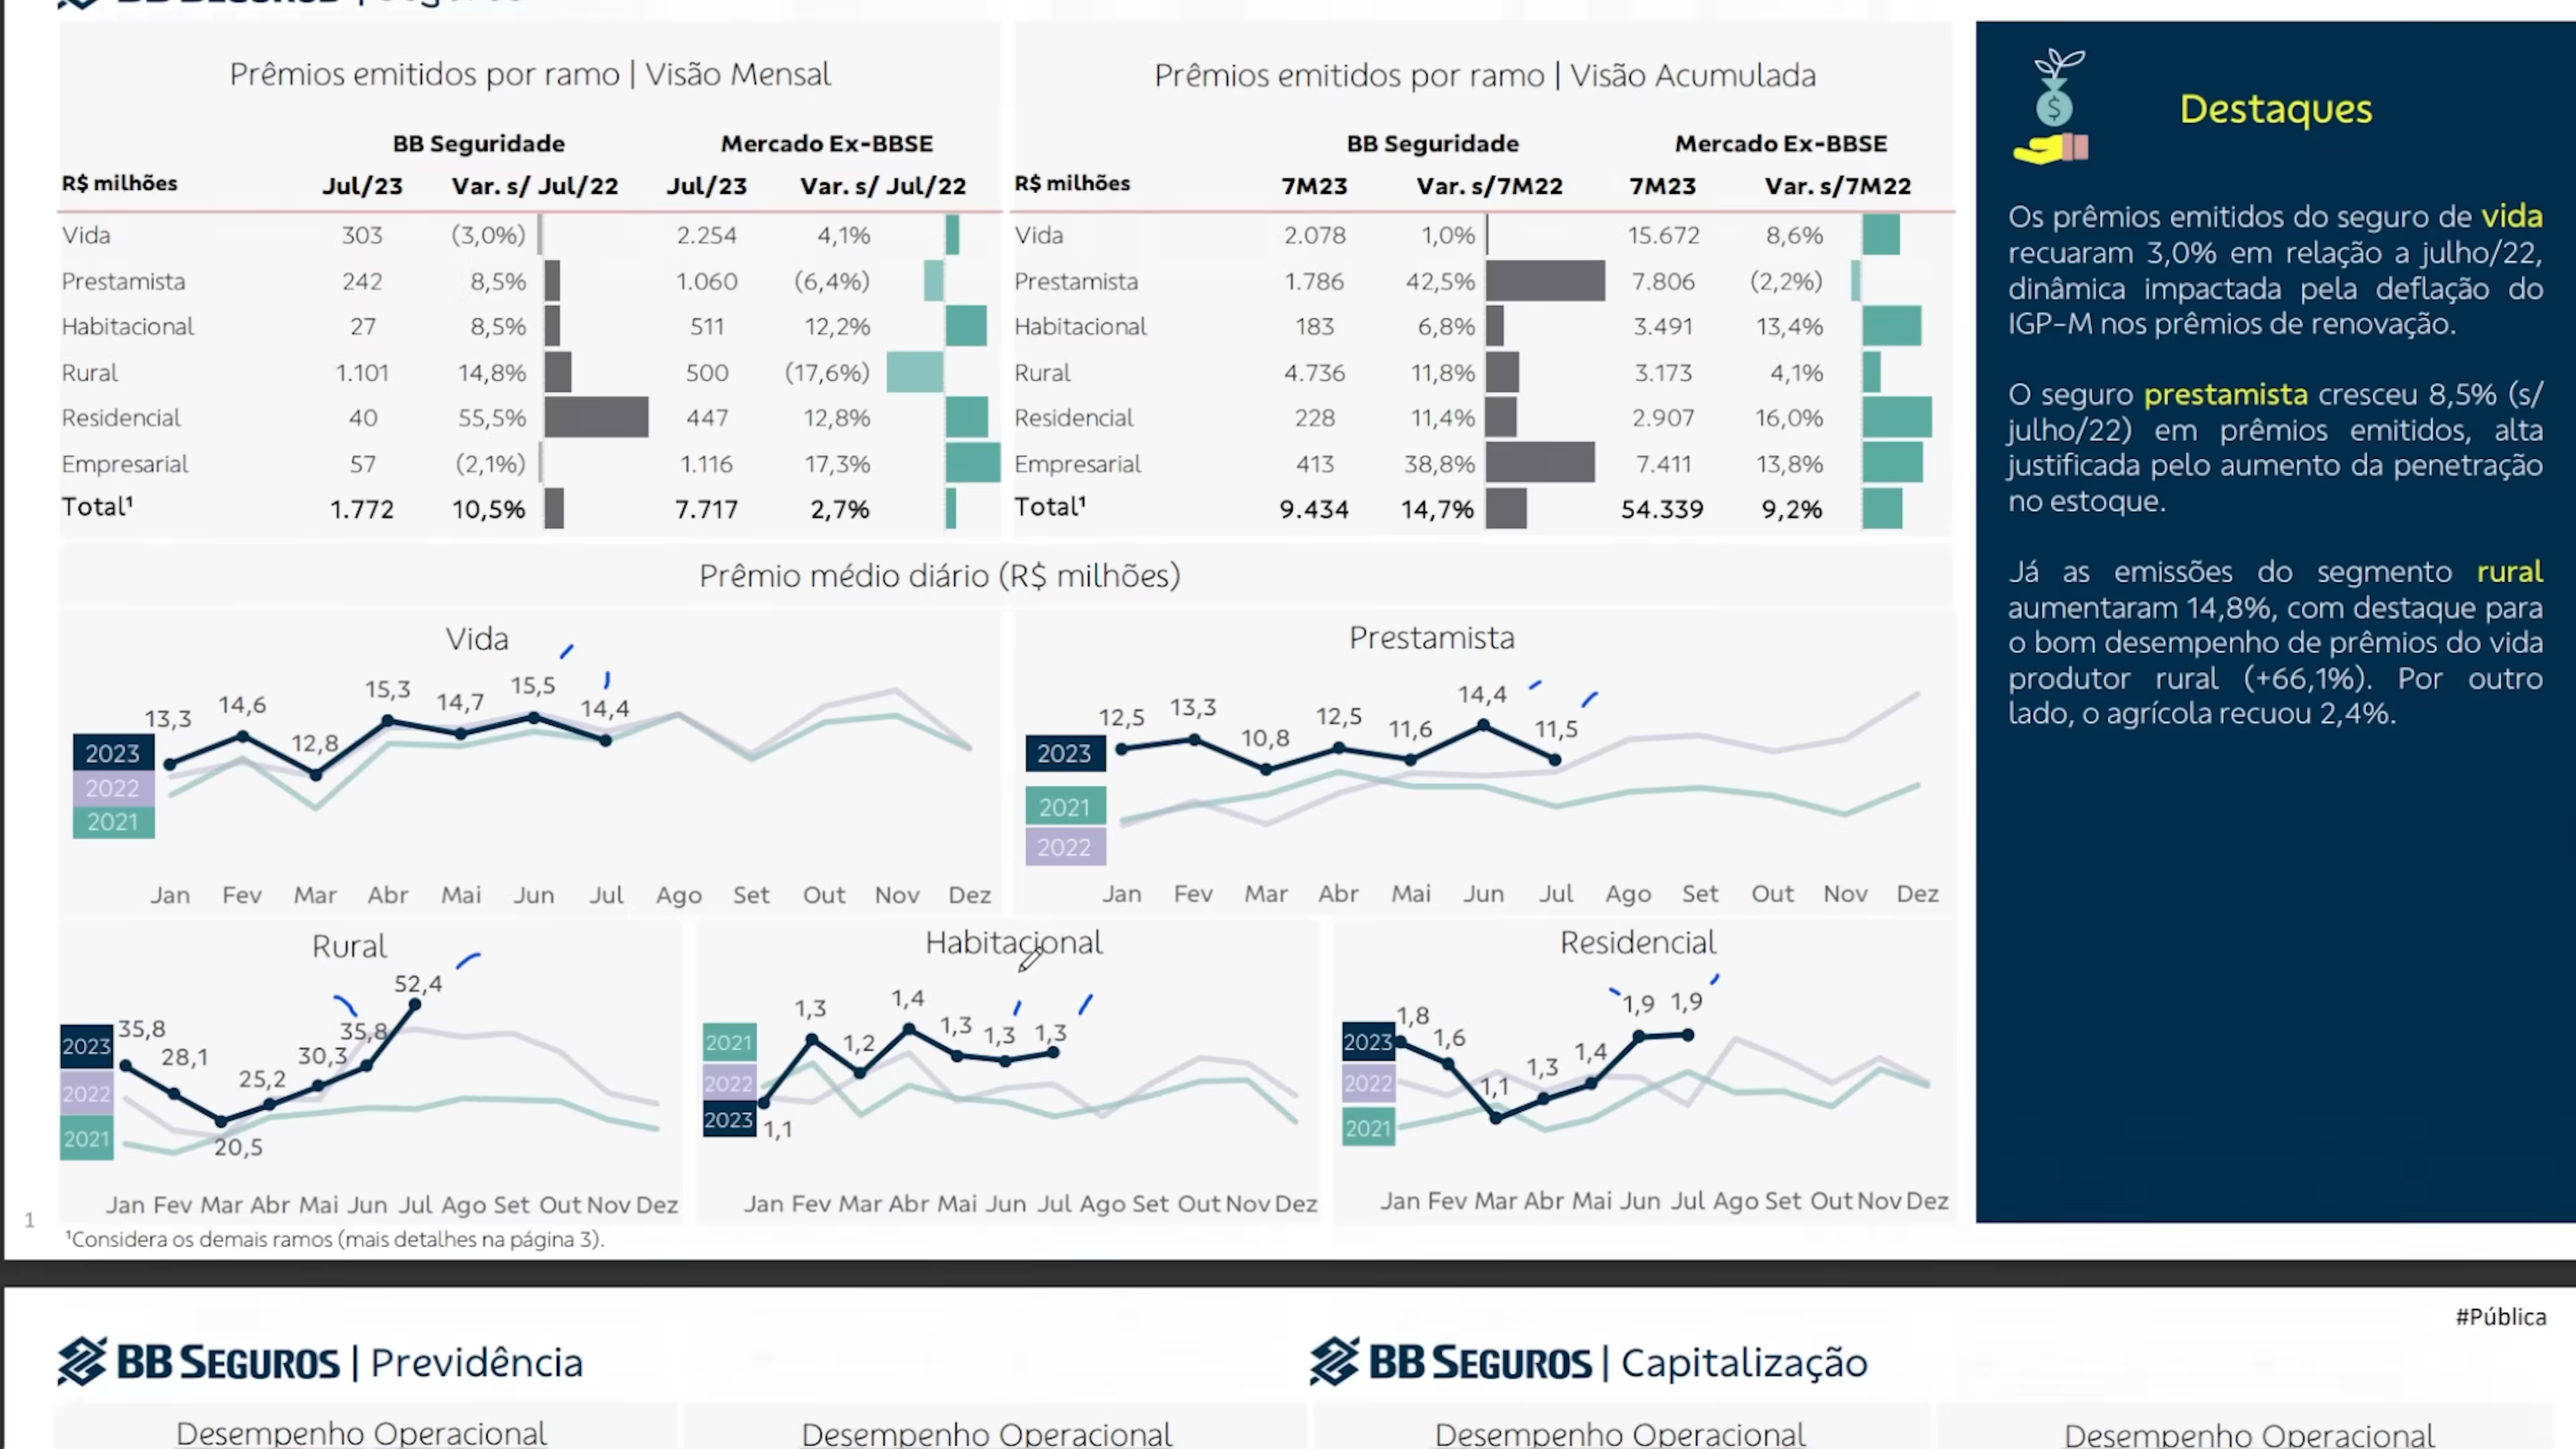 Prêmios emitidos por ramo | Visão Mensal
BB Seguridade Mercado Ex-BBSE
R$ milhões Jul/23 Var. s/ Jul/22 Jul/23 Var. s/ Jul/22
Vida 303 (3,0%) 2.254 4,1%
Prestamista 242 8,5% 1.060 (6,4%)
Habitacional 27 8,5% 511 12,2%
Rural 1.101 14,8% 500 (17,6%)
Residencial 40 55,5% 447 12,8%
Empresarial 57 (2,1%) 1.116 17,3%
Total¹ 1.772 10,5% 7.717 2,7%
Prêmios emitidos por ramo | Visão Acumulada
BB Seguridade Mercado Ex-BBSE
R$ milhões 7M23 Var. s/7M22 7M23 Var. s/7M22
Vida 2.078 1,0% 15.672 8,6%
Prestamista 1.786 42,5% 7.806 (2,2%)
Habitacional 183 6,8% 3.491 13,4%
Rural 4.736 11,8% 3.173 4,1%
Residencial 228 11,4% 2.907 16,0%
Empresarial 413 38,8% 7.411 13,8%
Total¹ 9.434 14,7% 54.339 9,2%
Destaques
Os prêmios emitidos do seguro de vida
recuaram 3,0% em relação a julho/22,
dinâmica impactada pela deflação do
IGP-M nos prêmios de renovação.
O seguro prestamista cresceu 8,5% (s/
julho/22) em prêmios emitidos, alta
justificada pelo aumento da penetração
no estoque.
Já as emissões do segmento rural
aumentaram 14,8%, com destaque para
o bom desempenho de prêmios do vida
produtor rural (+66,1%). Por outro
lado, o agrícola recuou 2,4%.
Prêmio médio diário (R$ milhões)
Vida
13,3 14,6 12,8 15,3 14,7 15,5 14,4
2023
2022
2021
Jan Fev Mar Abr Mai Jun Jul Ago Set Out Nov Dez
Prestamista
12,5 13,3 10,8 12,5 11,6 14,4 11,5
2023
2021
2022
Jan Fev Mar Abr Mai Jun Jul Ago Set Out Nov Dez
Rural
35,8 28,1 20,5 25,2 30,3 35,8 52,4
2023
2022
2021
Jan Fev Mar Abr Mai Jun Jul Ago Set Out Nov Dez
Habitacional
1,1 1,3 1,2 1,4 1,3 1,3 1,3
2021
2022
2023
Jan Fev Mar Abr Mai Jun Jul Ago Set Out Nov Dez
Residencial
1,8 1,6 1,1 1,3 1,4 1,9 1,9
2023
2022
2021
Jan Fev Mar Abr Mai Jun Jul Ago Set Out Nov Dez
1
¹Considera os demais ramos (mais detalhes na página 3).
#Pública
BB SEGUROS | Previdência
BB SEGUROS | Capitalização
Desempenho Operacional
Desempenho Operacional
Desempenho Operacional
Desempenho Operacional